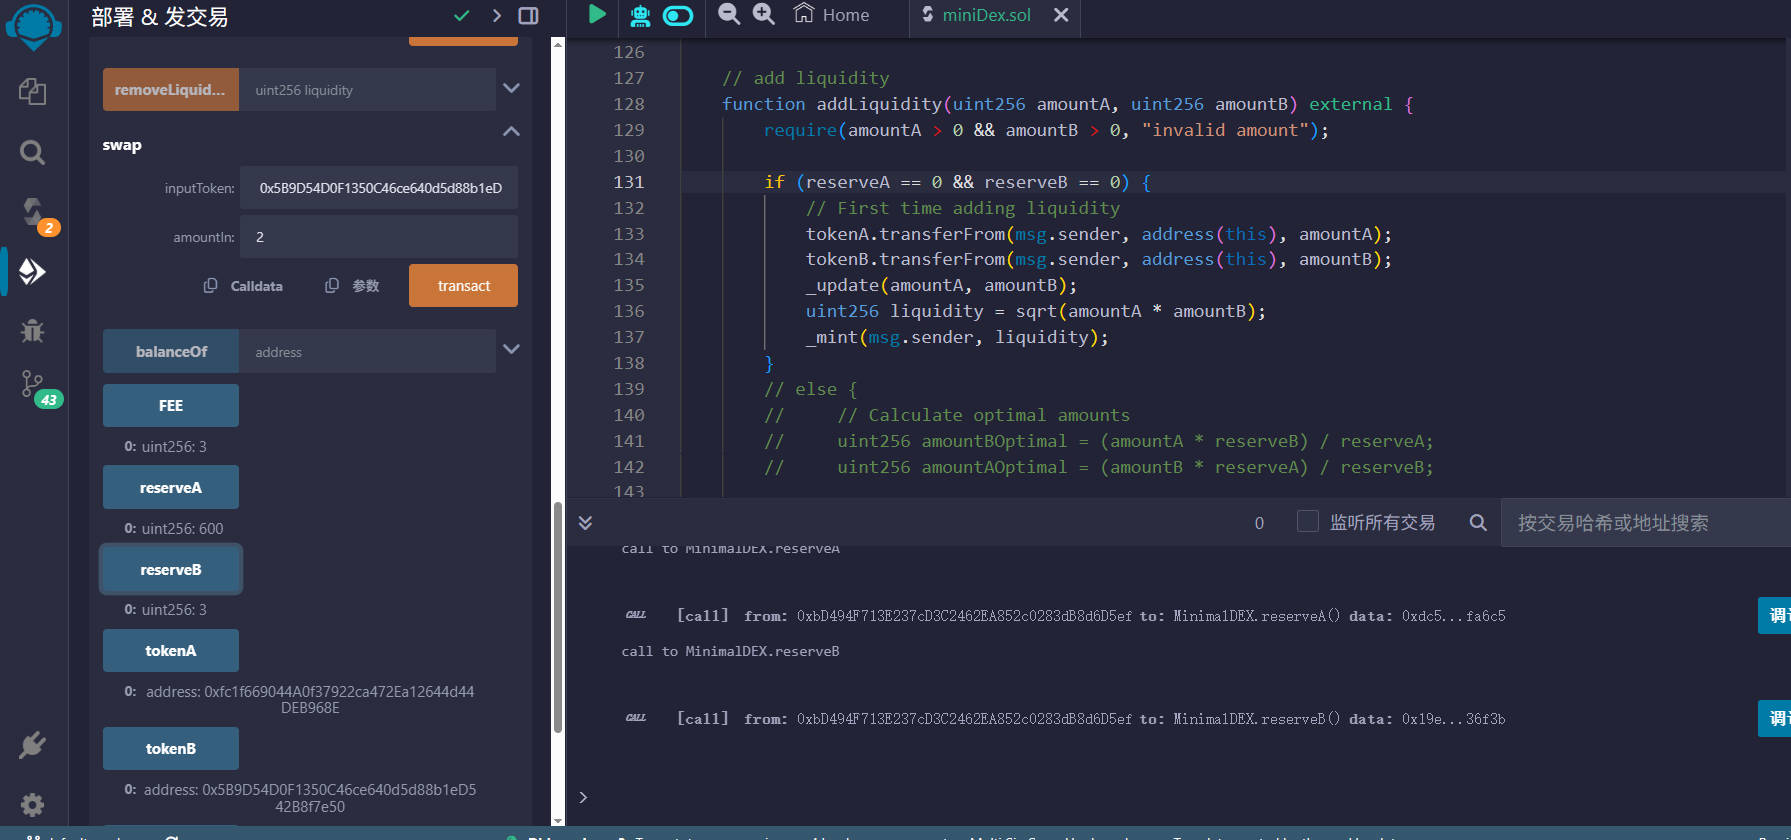 部署 & 发交易
removeLiquid...
uint256 liquidity
swap
inputToken:
0x5B9D54D0F1350C46ce640d5d88b1eD
amountIn:
2
Calldata
参数
transact
balanceOf
address
FEE
0: uint256: 3
reserveA
0: uint256: 600
reserveB
0: uint256: 3
tokenA
0: address: 0xfc1f669044A0f37922ca472Ea12644d44
DEB968E
tokenB
0: address: 0x5B9D54D0F1350C46ce640d5d88b1eD5
42B8f7e50
2
43
Home
miniDex.sol
126
127 // add liquidity
128 function addLiquidity(uint256 amountA, uint256 amountB) external {
129 require(amountA > 0 && amountB > 0, "invalid amount");
130
131 if (reserveA == 0 && reserveB == 0) {
132 // First time adding liquidity
133 tokenA.transferFrom(msg.sender, address(this), amountA);
134 tokenB.transferFrom(msg.sender, address(this), amountB);
135 _update(amountA, amountB);
136 uint256 liquidity = sqrt(amountA * amountB);
137 _mint(msg.sender, liquidity);
138 }
139 // else {
140 // // Calculate optimal amounts
141 // uint256 amountBOptimal = (amountA * reserveB) / reserveA;
142 // uint256 amountAOptimal = (amountB * reserveA) / reserveB;
143
0
监听所有交易
按交易哈希或地址搜索
call to MinimalDEX.reserveA
CALL [call] from: 0xbD494F713E237cD3C2462EA852c0283dB8d6D5ef to: MinimalDEX.reserveA() data: 0xdc5...fa6c5
调
call to MinimalDEX.reserveB
CALL [call] from: 0xbD494F713E237cD3C2462EA852c0283dB8d6D5ef to: MinimalDEX.reserveB() data: 0x19e...36f3b
调
>